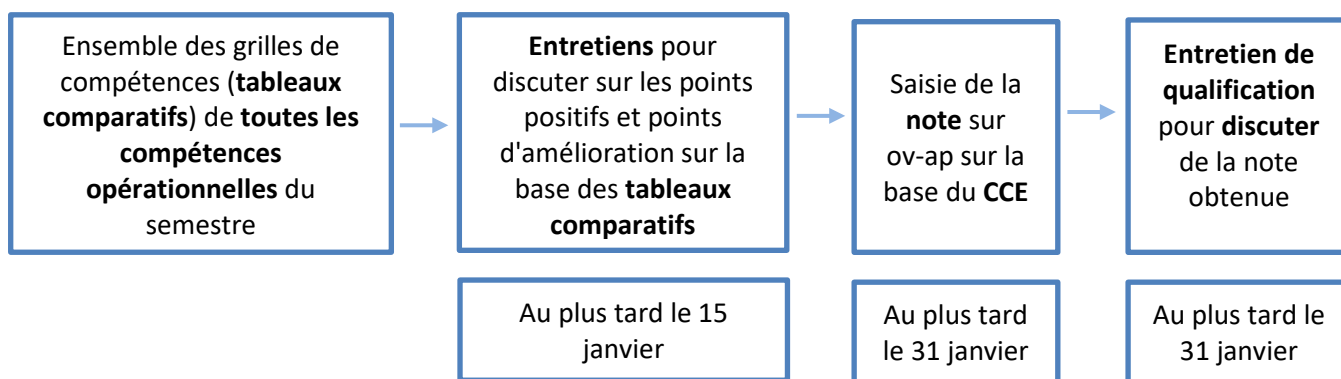 Ensemble des grilles de
compétences (tableaux
comparatifs) de toutes les
compétences
opérationnelles du
semestre
Entretiens pour
discuter sur les points
positifs et points
d'amélioration sur la
base des tableaux
comparatifs
Saisie de la
note sur
ov-ap sur la
base du CCE
Entretien de
qualification
pour discuter
de la note
obtenue
Au plus tard le 15
janvier
Au plus tard
le 31 janvier
Au plus tard le
31 janvier